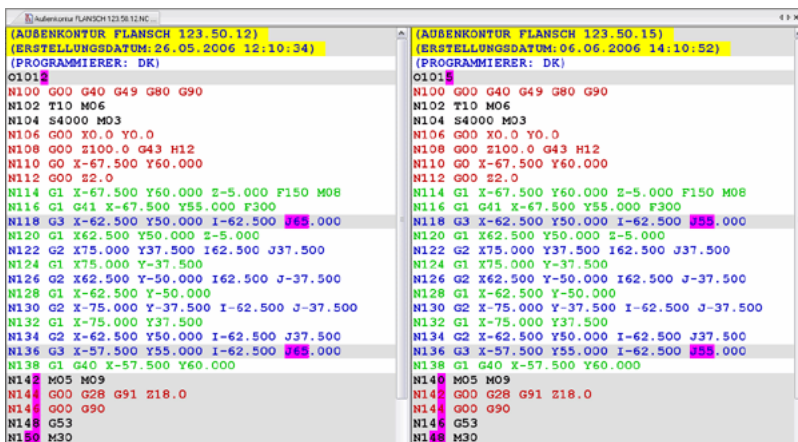 Außenkontur FLANSCH 123.50.12.NC...
(AUßENKONTUR FLANSCH 123.50.12)
(ERSTELLUNGSDATUM:26.05.2006 12:10:34)
(PROGRAMMIERER: DK)
O1012
N100 G00 G40 G49 G80 G90
N102 T10 M06
N104 S4000 M03
N106 G00 X0.0 Y0.0
N108 G00 Z100.0 G43 H12
N110 G0 X-67.500 Y60.000
N112 G00 Z2.0
N114 G1 X-67.500 Y60.000 Z-5.000 F150 M08
N116 G1 G41 X-67.500 Y55.000 F300
N118 G3 X-62.500 Y50.000 I-62.500 J65.000
N120 G1 X62.500 Y50.000 Z-5.000
N122 G2 X75.000 Y37.500 I62.500 J37.500
N124 G1 X75.000 Y-37.500
N126 G2 X62.500 Y-50.000 I62.500 J-37.500
N128 G1 X-62.500 Y-50.000
N130 G2 X-75.000 Y-37.500 I-62.500 J-37.500
N132 G1 X-75.000 Y37.500
N134 G2 X-62.500 Y50.000 I-62.500 J37.500
N136 G3 X-57.500 Y55.000 I-62.500 J65.000
N138 G1 G40 X-57.500 Y60.000
N142 M05 M09
N144 G00 G28 G91 Z18.0
N146 G00 G90
N148 G53
N150 M30
(AUßENKONTUR FLANSCH 123.50.15)
(ERSTELLUNGSDATUM:06.06.2006 14:10:52)
(PROGRAMMIERER: DK)
O1015
N100 G00 G40 G49 G80 G90
N102 T10 M06
N104 S4000 M03
N106 G00 X0.0 Y0.0
N108 G00 Z100.0 G43 H12
N110 G0 X-67.500 Y60.000
N112 G00 Z2.0
N114 G1 X-67.500 Y60.000 Z-5.000 F150 M08
N116 G1 G41 X-67.500 Y55.000 F300
N118 G3 X-62.500 Y50.000 I-62.500 J55.000
N120 G1 X62.500 Y50.000 Z-5.000
N122 G2 X75.000 Y37.500 I62.500 J37.500
N124 G1 X75.000 Y-37.500
N126 G2 X62.500 Y-50.000 I62.500 J-37.500
N128 G1 X-62.500 Y-50.000
N130 G2 X-75.000 Y-37.500 I-62.500 J-37.500
N132 G1 X-75.000 Y37.500
N134 G2 X-62.500 Y50.000 I-62.500 J37.500
N136 G3 X-57.500 Y55.000 I-62.500 J55.000
N138 G1 G40 X-57.500 Y60.000
N140 M05 M09
N142 G00 G28 G91 Z18.0
N144 G00 G90
N146 G53
N148 M30